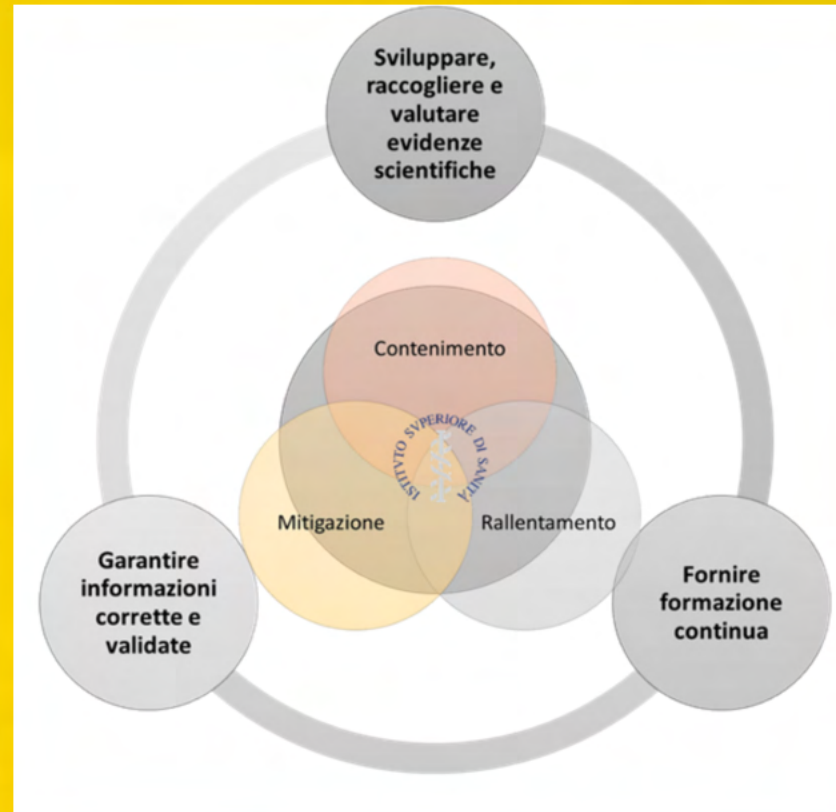 Sviluppare,
raccogliere e
valutare
evidenze
scientifiche
Contenimento
ISTITVTO SVPERIORE DI SANITÀ
Mitigazione
Rallentamento
Garantire
informazioni
corrette e
validate
Fornire
formazione
continua